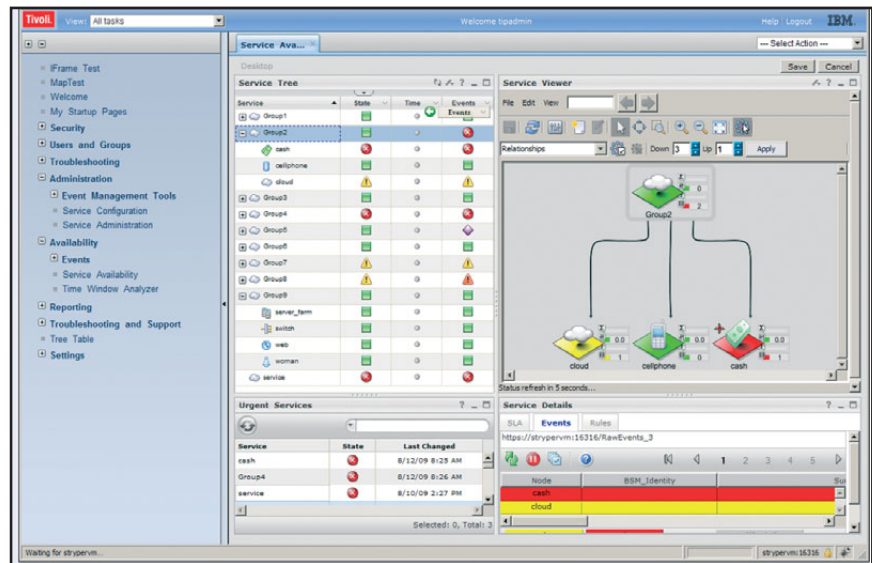 Tivoli. View: All tasks Welcome tipadmin Help Logout IBM.
Service Ava... --- Select Action ---
Desktop Save Cancel
IFrame Test
MapTest
Welcome
My Startup Pages
Security
Users and Groups
Troubleshooting
Administration
Event Management Tools
Service Configuration
Service Administration
Availability
Events
Service Availability
Time Window Analyzer
Reporting
Troubleshooting and Support
Tree Table
Settings
Service Tree
Service State Time Events
Events
Group1
Group2
cash
cellphone
cloud
Group3
Group4
Group5
Group6
Group7
Group8
Group9
server_farm
switch
web
woman
service
Service Viewer
File Edit View
Relationships Down 3 Up 1 Apply
0
2
Group2
0.0
1
cloud
0.0
0
cellphone
0.0
1
cash
Status refresh in 5 seconds...
Urgent Services
Service State Last Changed
cash 8/12/09 8:25 AM
Group4 8/12/09 8:26 AM
service 8/10/09 2:27 PM
Selected: 0, Total: 3
Service Details
SLA Events Rules
https://strypervm:16316/RawEvents_3
1 2 3 4 5
Node BSM_Identity Su
cash
cloud
Waiting for strypervm... strypervm:16316